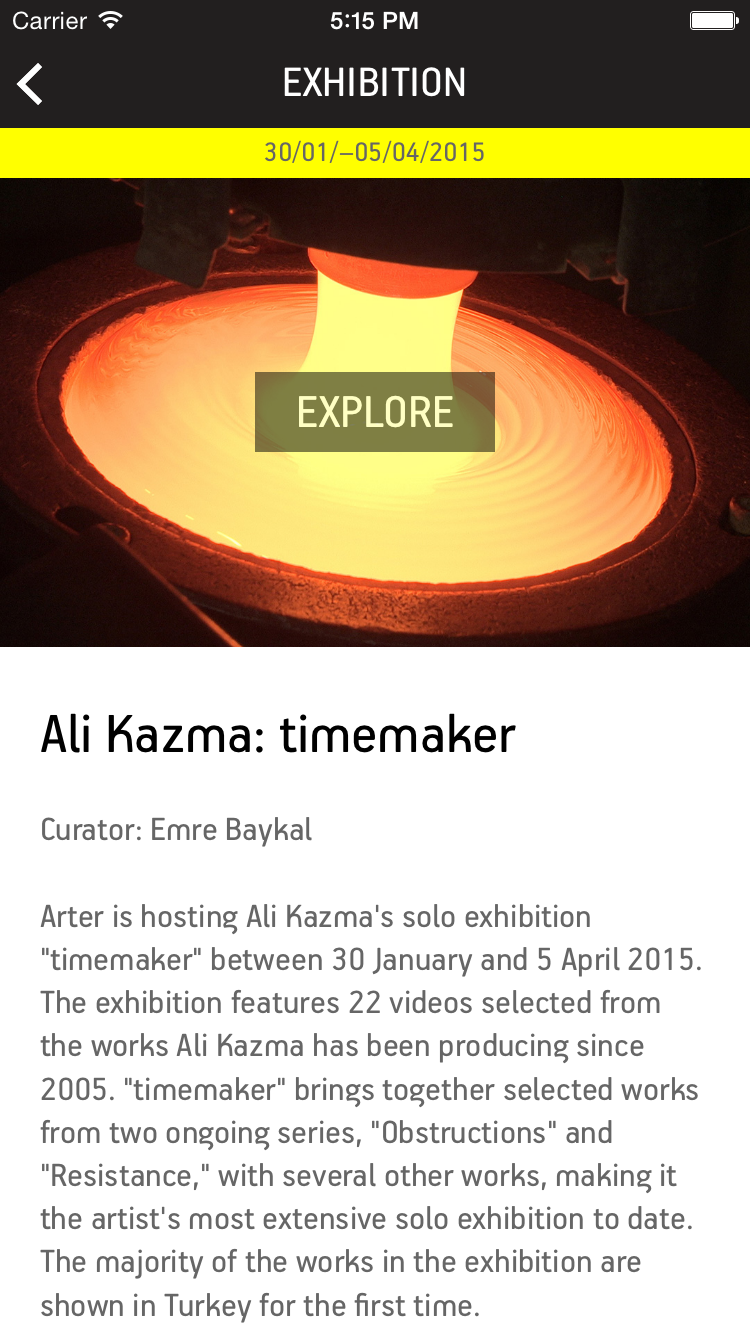 Carrier 5:15 PM
EXHIBITION
30/01/–05/04/2015
EXPLORE
Ali Kazma: timemaker
Curator: Emre Baykal
Arter is hosting Ali Kazma's solo exhibition
"timemaker" between 30 January and 5 April 2015.
The exhibition features 22 videos selected from
the works Ali Kazma has been producing since
2005. "timemaker" brings together selected works
from two ongoing series, "Obstructions" and
"Resistance," with several other works, making it
the artist's most extensive solo exhibition to date.
The majority of the works in the exhibition are
shown in Turkey for the first time.